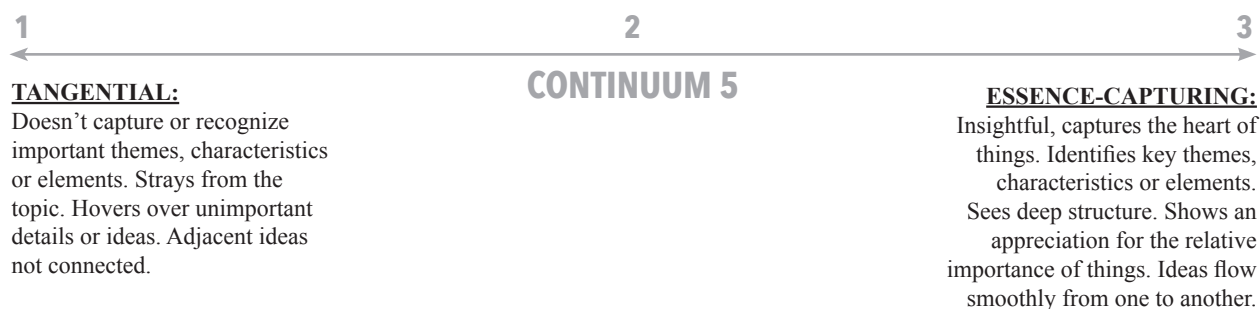 1 2 3
CONTINUUM 5
TANGENTIAL:
Doesn’t capture or recognize
important themes, characteristics
or elements. Strays from the
topic. Hovers over unimportant
details or ideas. Adjacent ideas
not connected.
ESSENCE-CAPTURING:
Insightful, captures the heart of
things. Identifies key themes,
characteristics or elements.
Sees deep structure. Shows an
appreciation for the relative
importance of things. Ideas flow
smoothly from one to another.